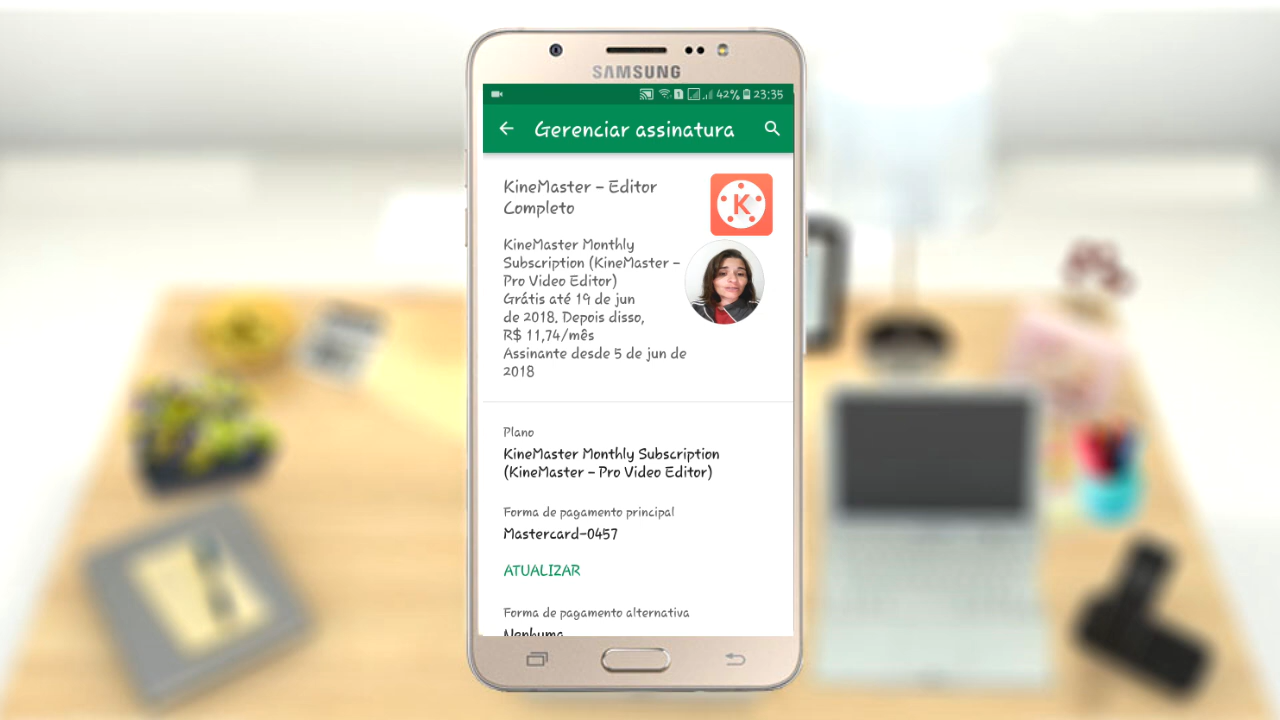 SAMSUNG
42% 23:35
Gerenciar assinatura
KineMaster - Editor
Completo
K
KineMaster Monthly
Subscription (KineMaster -
Pro Video Editor)
Grátis até 19 de jun
de 2018. Depois disso,
R$ 11,74/mês
Assinante desde 5 de jun de
2018
Plano
KineMaster Monthly Subscription
(KineMaster - Pro Video Editor)
Forma de pagamento principal
Mastercard-0457
ATUALIZAR
Forma de pagamento alternativa
Nenhuma